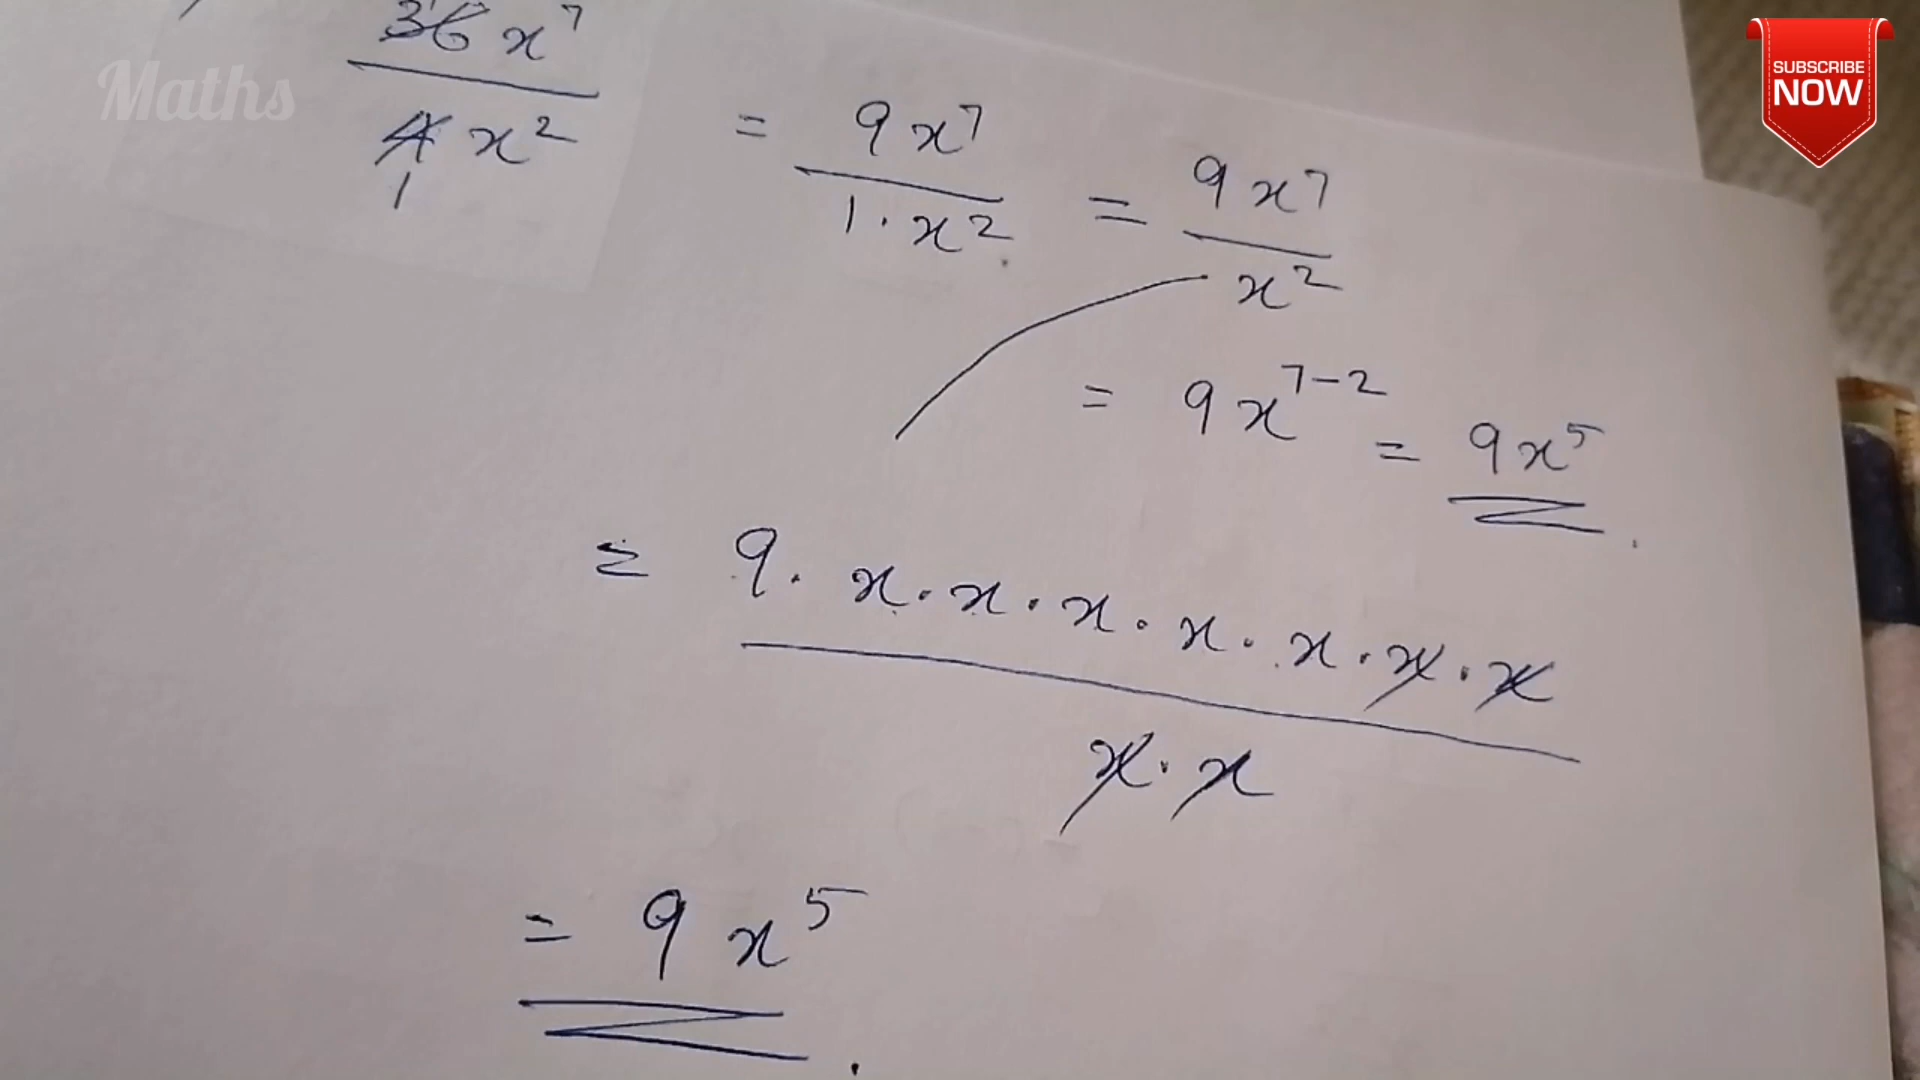 Maths
SUBSCRIBE
NOW
36x⁷ / 4x² = 9x⁷ / 1·x² = 9x⁷ / x²
1
= 9x⁷⁻² = 9x⁵
= 9·x·x·x·x·x·x·x / x·x
= 9x⁵